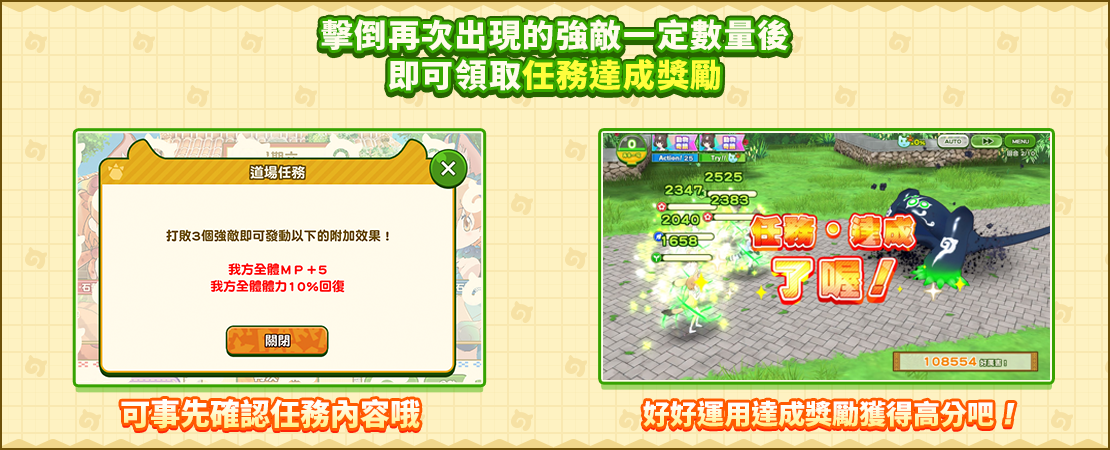 擊倒再次出現的強敵一定數量後
即可領取任務達成獎勵
道場任務
打敗3個強敵即可發動以下的附加效果！
我方全體MP+5
我方全體體力10%回復
關閉
可事先確認任務內容哦
0
Action! 25
Try!!
0%
AUTO
MENU
2525
2347
2383
2040
1658
任務・達成
了喔！
108554 好厲害！
好好運用達成獎勵獲得高分吧！